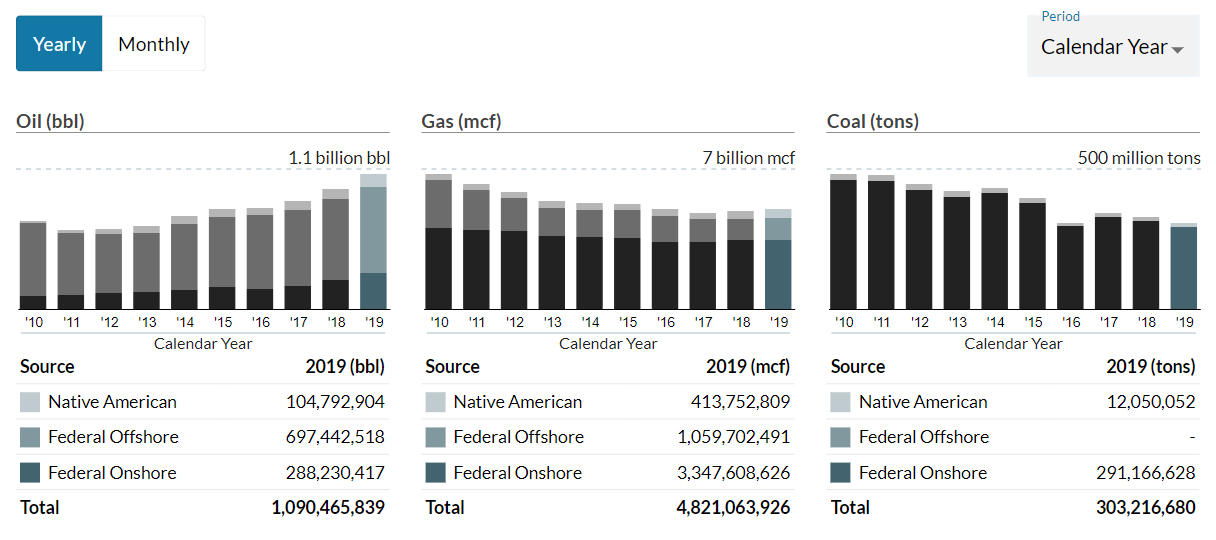 Period
Yearly Monthly Calendar Year
Oil (bbl)
1.1 billion bbl
'10 '11 '12 '13 '14 '15 '16 '17 '18 '19
Calendar Year
Source 2019 (bbl)
Native American 104,792,904
Federal Offshore 697,442,518
Federal Onshore 288,230,417
Total 1,090,465,839
Gas (mcf)
7 billion mcf
'10 '11 '12 '13 '14 '15 '16 '17 '18 '19
Calendar Year
Source 2019 (mcf)
Native American 413,752,809
Federal Offshore 1,059,702,491
Federal Onshore 3,347,608,626
Total 4,821,063,926
Coal (tons)
500 million tons
'10 '11 '12 '13 '14 '15 '16 '17 '18 '19
Calendar Year
Source 2019 (tons)
Native American 12,050,052
Federal Offshore -
Federal Onshore 291,166,628
Total 303,216,680